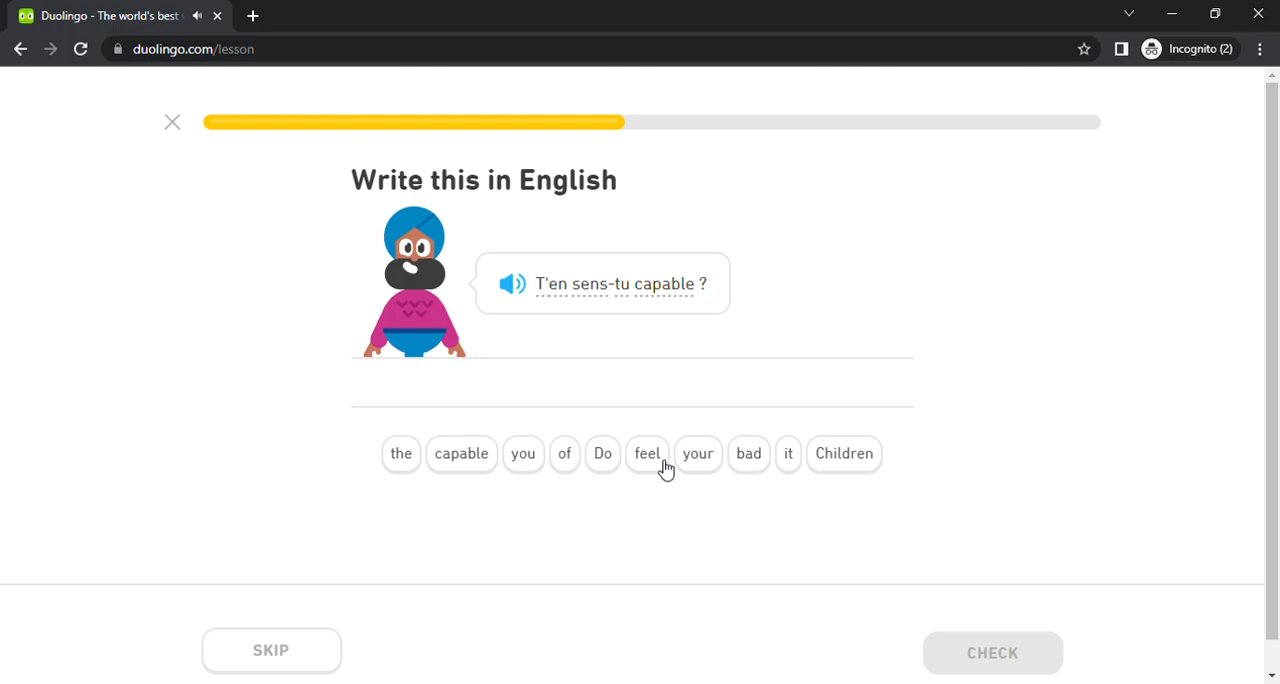 Duolingo - The world's best
duolingo.com/lesson
Incognito (2)
Write this in English
T'en sens-tu capable ?
the capable you of Do feel your bad it Children
SKIP
CHECK